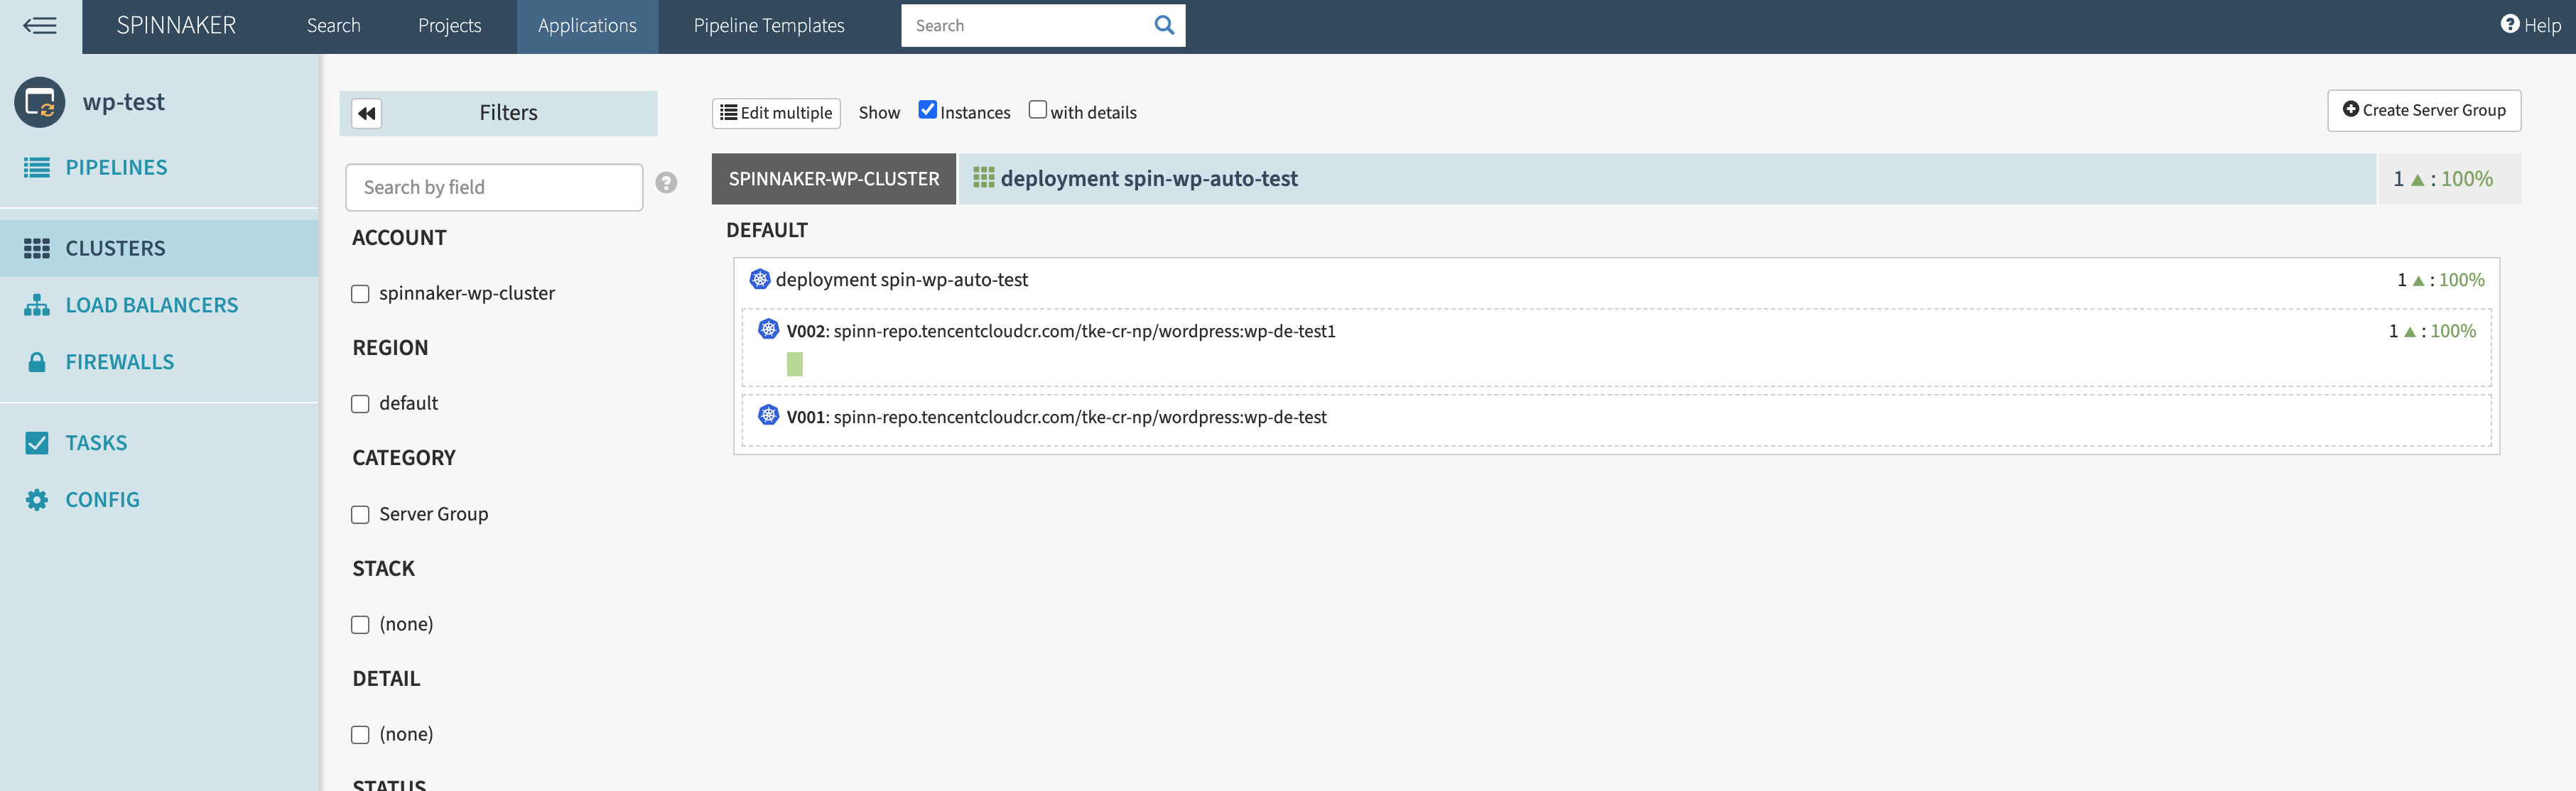 SPINNAKER Search Projects Applications Pipeline Templates Search Help
wp-test
PIPELINES
CLUSTERS
LOAD BALANCERS
FIREWALLS
TASKS
CONFIG
Filters
Search by field
ACCOUNT
spinnaker-wp-cluster
REGION
default
CATEGORY
Server Group
STACK
(none)
DETAIL
(none)
STATUS
Edit multiple Show Instances with details Create Server Group
SPINNAKER-WP-CLUSTER deployment spin-wp-auto-test 1 ▲ : 100%
DEFAULT
deployment spin-wp-auto-test 1 ▲ : 100%
V002: spinn-repo.tencentcloudcr.com/tke-cr-np/wordpress:wp-de-test1 1 ▲ : 100%
V001: spinn-repo.tencentcloudcr.com/tke-cr-np/wordpress:wp-de-test